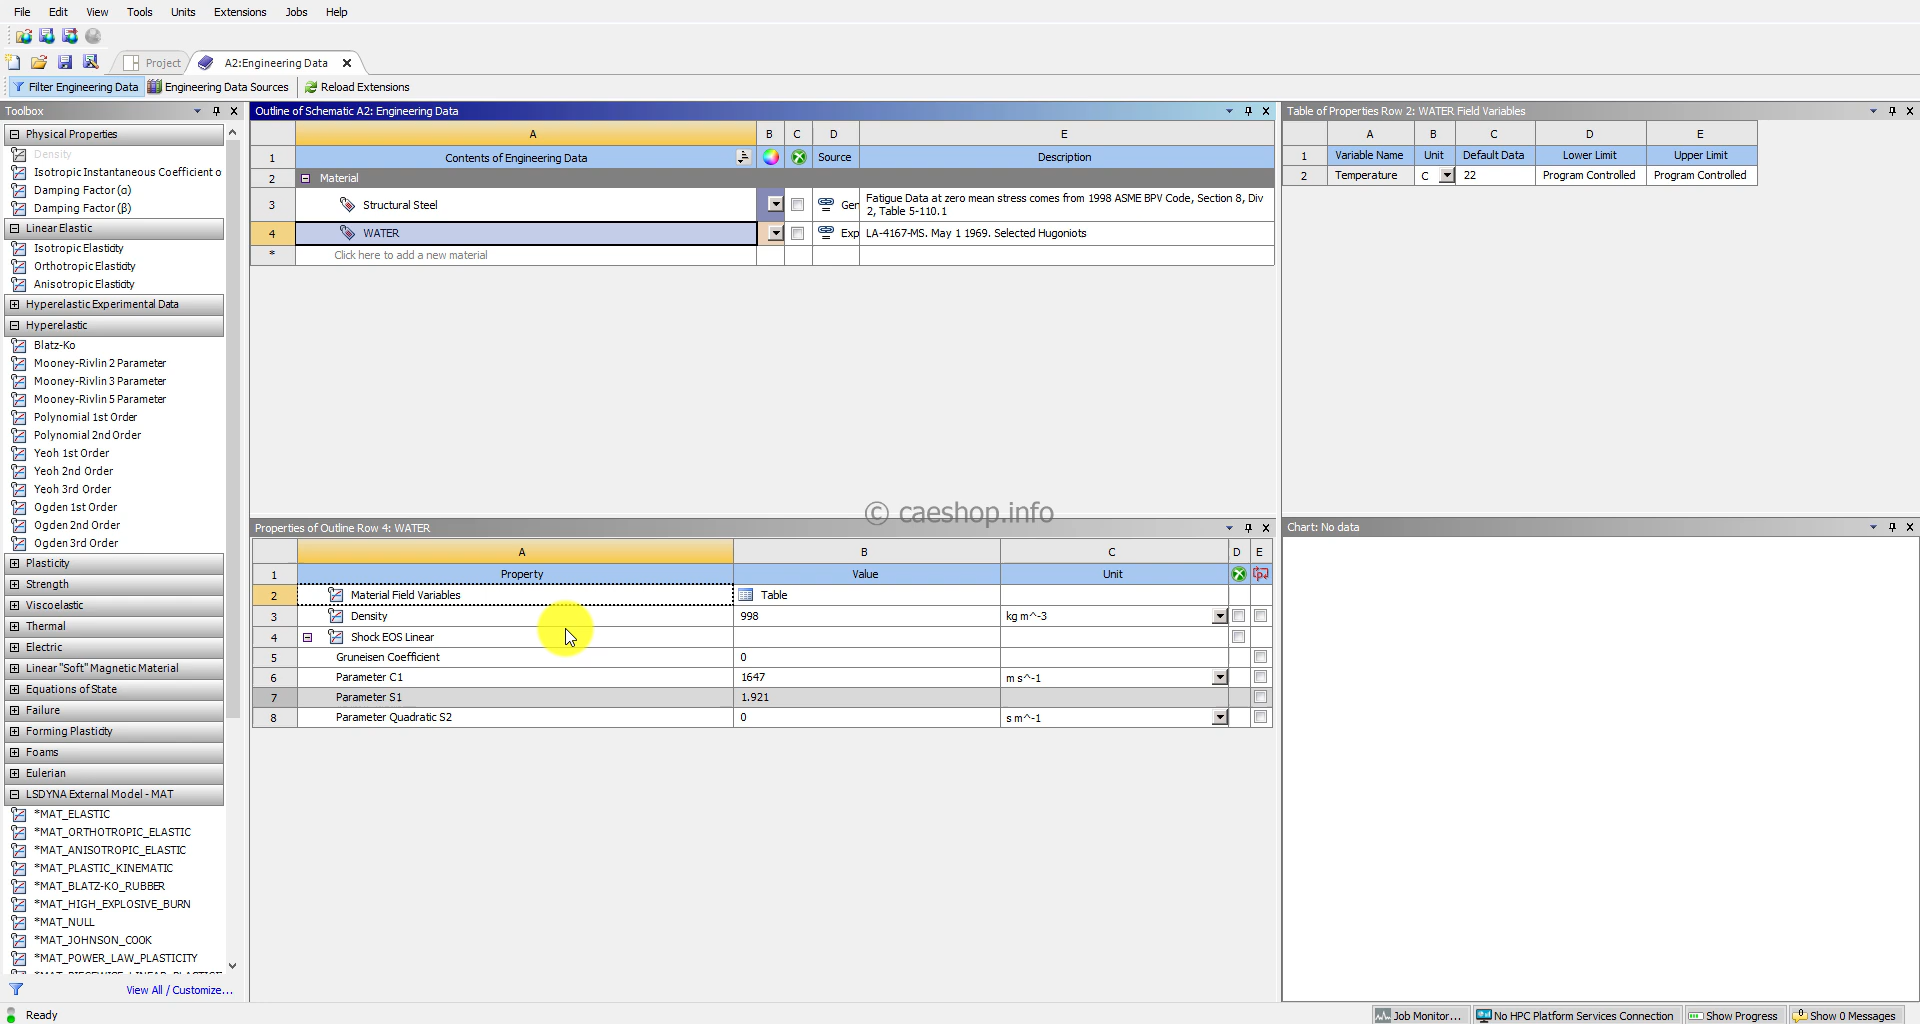 File Edit View Tools Units Extensions Jobs Help
Project A2:Engineering Data
Filter Engineering Data Engineering Data Sources Reload Extensions
Toolbox
Physical Properties
Density
Isotropic Instantaneous Coefficient o
Damping Factor (α)
Damping Factor (β)
Linear Elastic
Isotropic Elasticity
Orthotropic Elasticity
Anisotropic Elasticity
Hyperelastic Experimental Data
Hyperelastic
Blatz-Ko
Mooney-Rivlin 2 Parameter
Mooney-Rivlin 3 Parameter
Mooney-Rivlin 5 Parameter
Polynomial 1st Order
Polynomial 2nd Order
Yeoh 1st Order
Yeoh 2nd Order
Yeoh 3rd Order
Ogden 1st Order
Ogden 2nd Order
Ogden 3rd Order
Plasticity
Strength
Viscoelastic
Thermal
Electric
Linear "Soft" Magnetic Material
Equations of State
Failure
Forming Plasticity
Foams
Eulerian
LSDYNA External Model - MAT
*MAT_ELASTIC
*MAT_ORTHOTROPIC_ELASTIC
*MAT_ANISOTROPIC_ELASTIC
*MAT_PLASTIC_KINEMATIC
*MAT_BLATZ-KO_RUBBER
*MAT_HIGH_EXPLOSIVE_BURN
*MAT_NULL
*MAT_JOHNSON_COOK
*MAT_POWER_LAW_PLASTICITY
View All / Customize...
Outline of Schematic A2: Engineering Data
A B C D E
1 Contents of Engineering Data Source Description
2 Material
3 Structural Steel Ger Fatigue Data at zero mean stress comes from 1998 ASME BPV Code, Section 8, Div
2, Table 5-110.1
4 WATER Exp LA-4167-MS. May 1 1969. Selected Hugoniots
* Click here to add a new material
© caeshop.info
Properties of Outline Row 4: WATER
A B C D E
1 Property Value Unit
2 Material Field Variables Table
3 Density 998 kg m^-3
4 Shock EOS Linear
5 Gruneisen Coefficient 0
6 Parameter C1 1647 m s^-1
7 Parameter S1 1.921
8 Parameter Quadratic S2 0 s m^-1
Table of Properties Row 2: WATER Field Variables
A B C D E
1 Variable Name Unit Default Data Lower Limit Upper Limit
2 Temperature C 22 Program Controlled Program Controlled
Chart: No data
Ready
Job Monitor... No HPC Platform Services Connection Show Progress Show 0 Messages